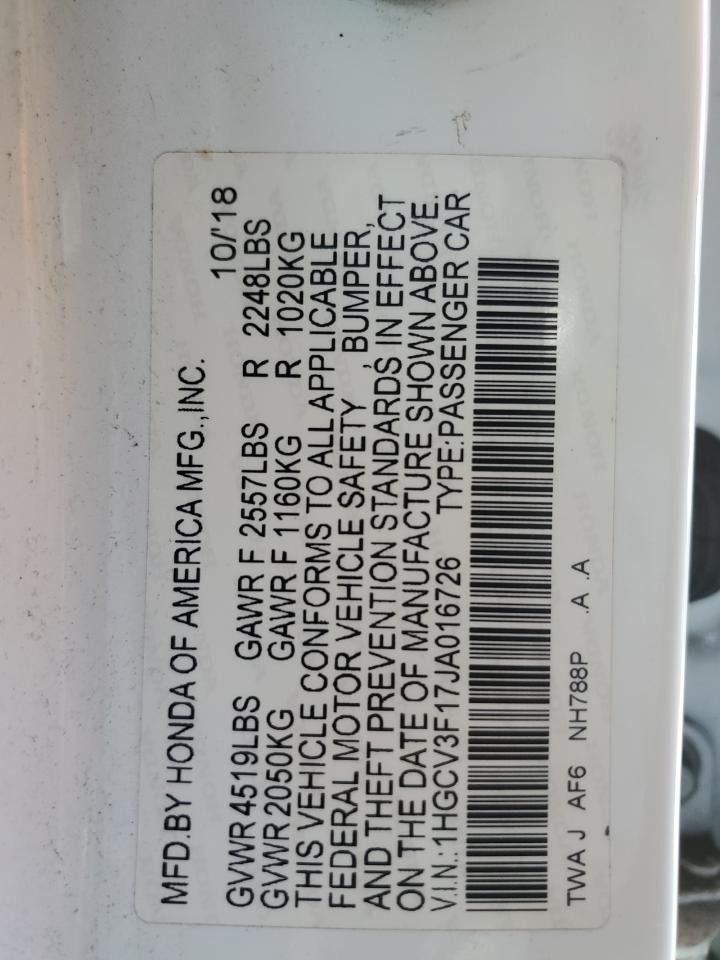 MFD.BY HONDA OF AMERICA MFG.,INC.
10/'18
GVWR 4519LBS GAWR F 2557LBS R 2248LBS
GVWR 2050KG GAWR F 1160KG R 1020KG
THIS VEHICLE CONFORMS TO ALL APPLICABLE
FEDERAL MOTOR VEHICLE SAFETY , BUMPER,
AND THEFT PREVENTION STANDARDS IN EFFECT
ON THE DATE OF MANUFACTURE SHOWN ABOVE.
V.I.N.:1HGCV3F17JA016726 TYPE:PASSENGER CAR
TWA J AF6 NH788P .A .A